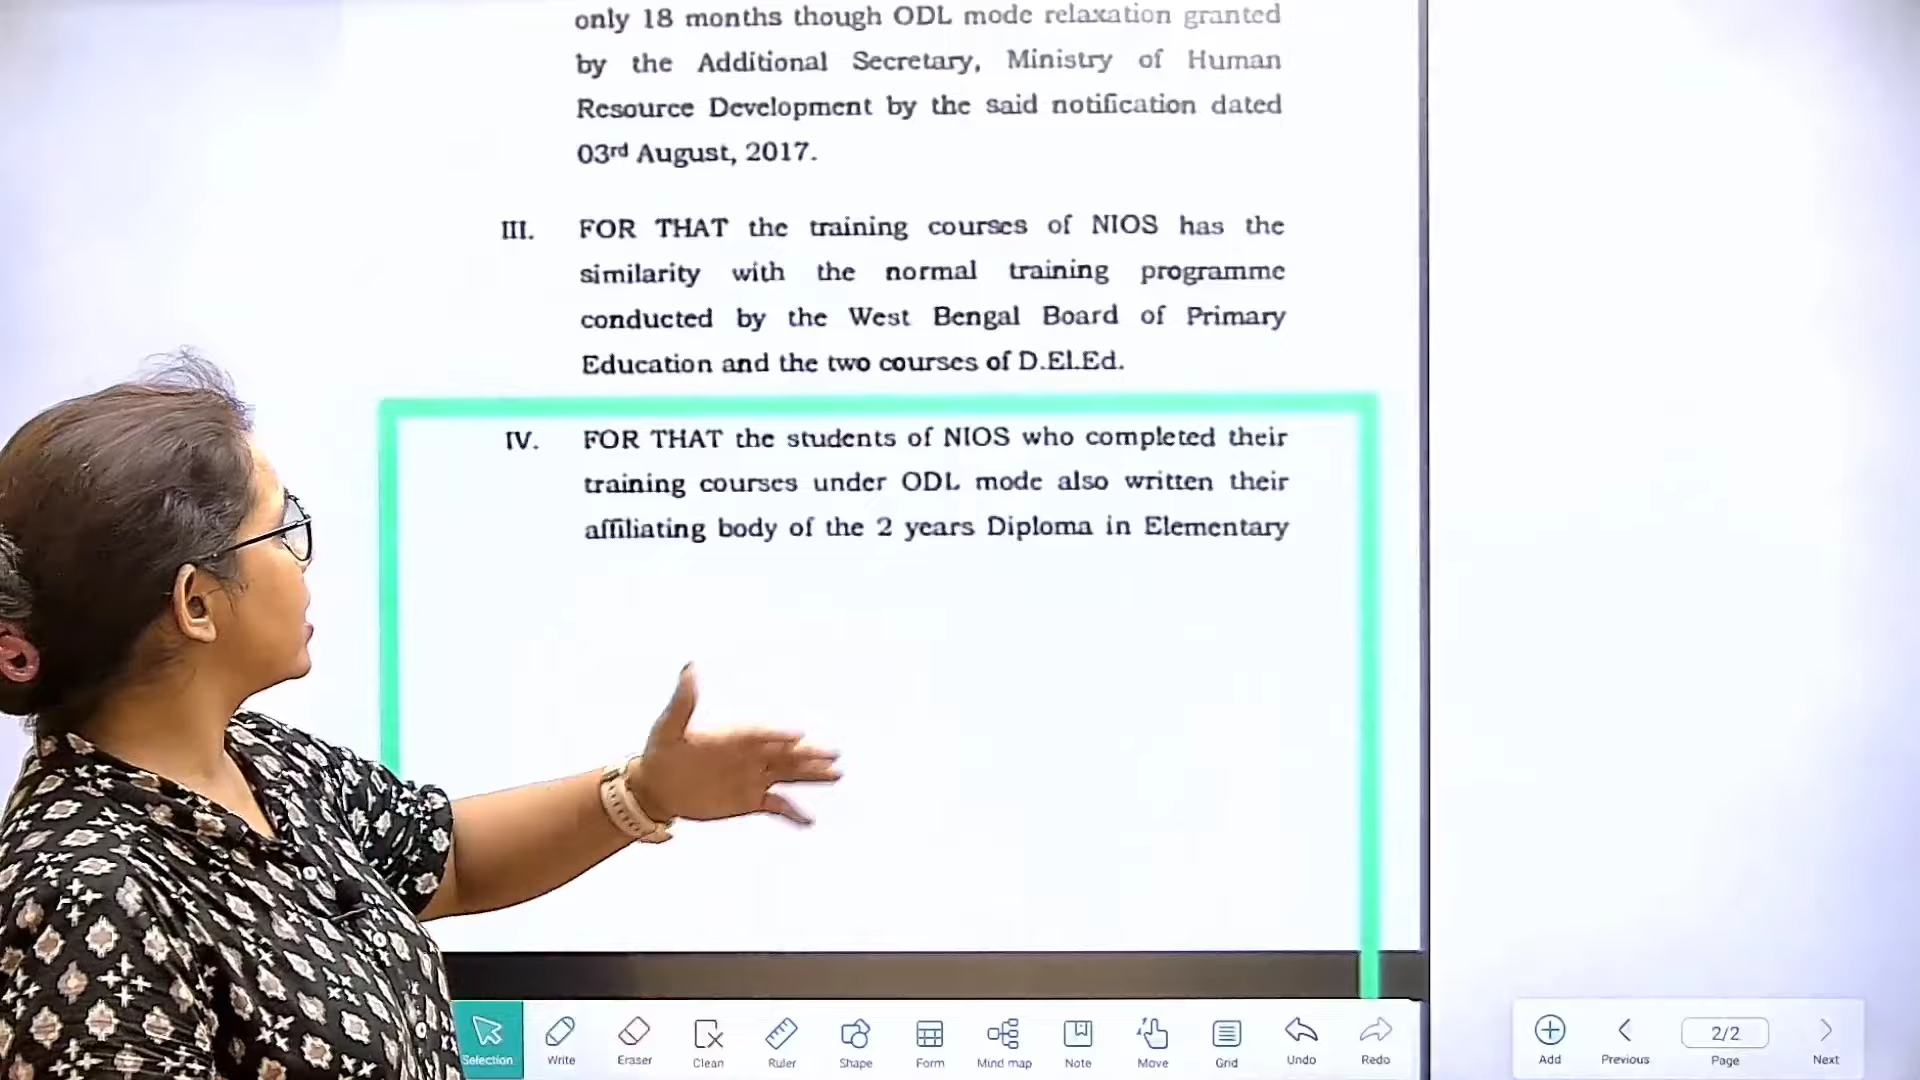 only 18 months though ODL mode relaxation granted
by the Additional Secretary, Ministry of Human
Resource Development by the said notification dated
03rd August, 2017.
III. FOR THAT the training courses of NIOS has the
similarity with the normal training programme
conducted by the West Bengal Board of Primary
Education and the two courses of D.El.Ed.
IV. FOR THAT the students of NIOS who completed their
training courses under ODL mode also written their
affiliating body of the 2 years Diploma in Elementary
Selection Write Eraser Clean Ruler Shape Form Mind map Note Move Grid Undo Redo
2/2
Add Previous Page Next